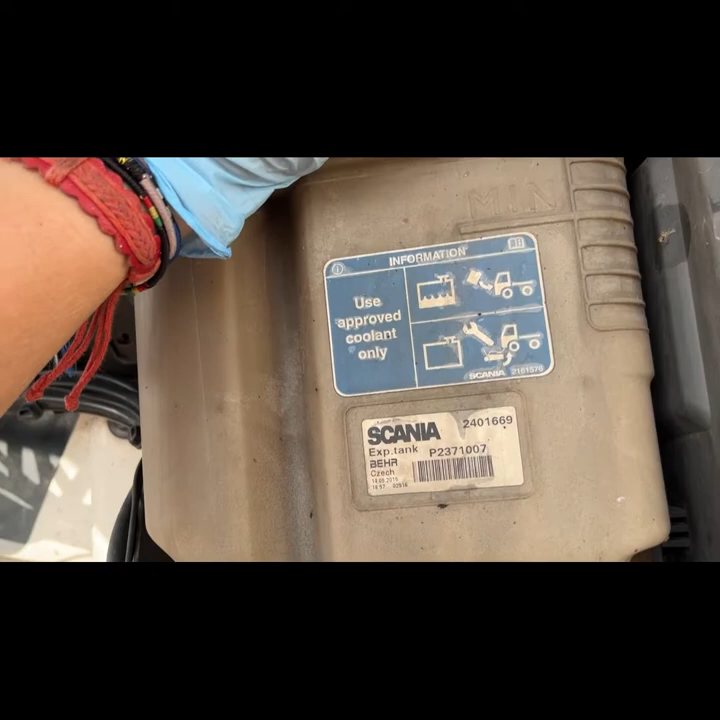 MIN
INFORMATION
Use
approved
coolant
only
SCANIA 2161576
SCANIA 2401669
Exp.tank P2371007
BEHR
Czech